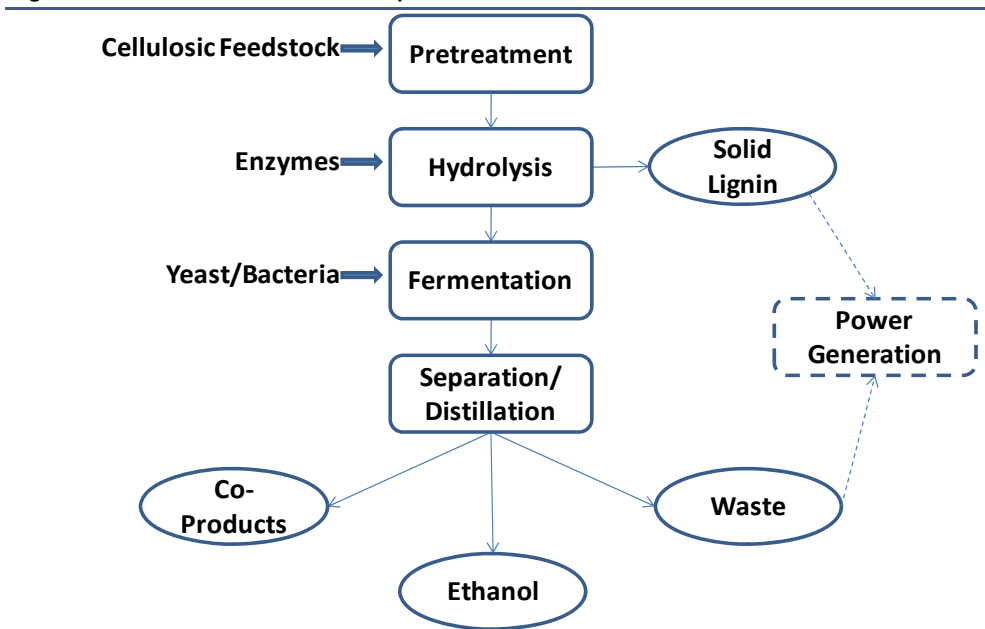 Cellulosic Feedstock
Pretreatment
Enzymes
Hydrolysis
Solid
Lignin
Yeast/Bacteria
Fermentation
Power
Generation
Separation/
Distillation
Co-
Products
Waste
Ethanol